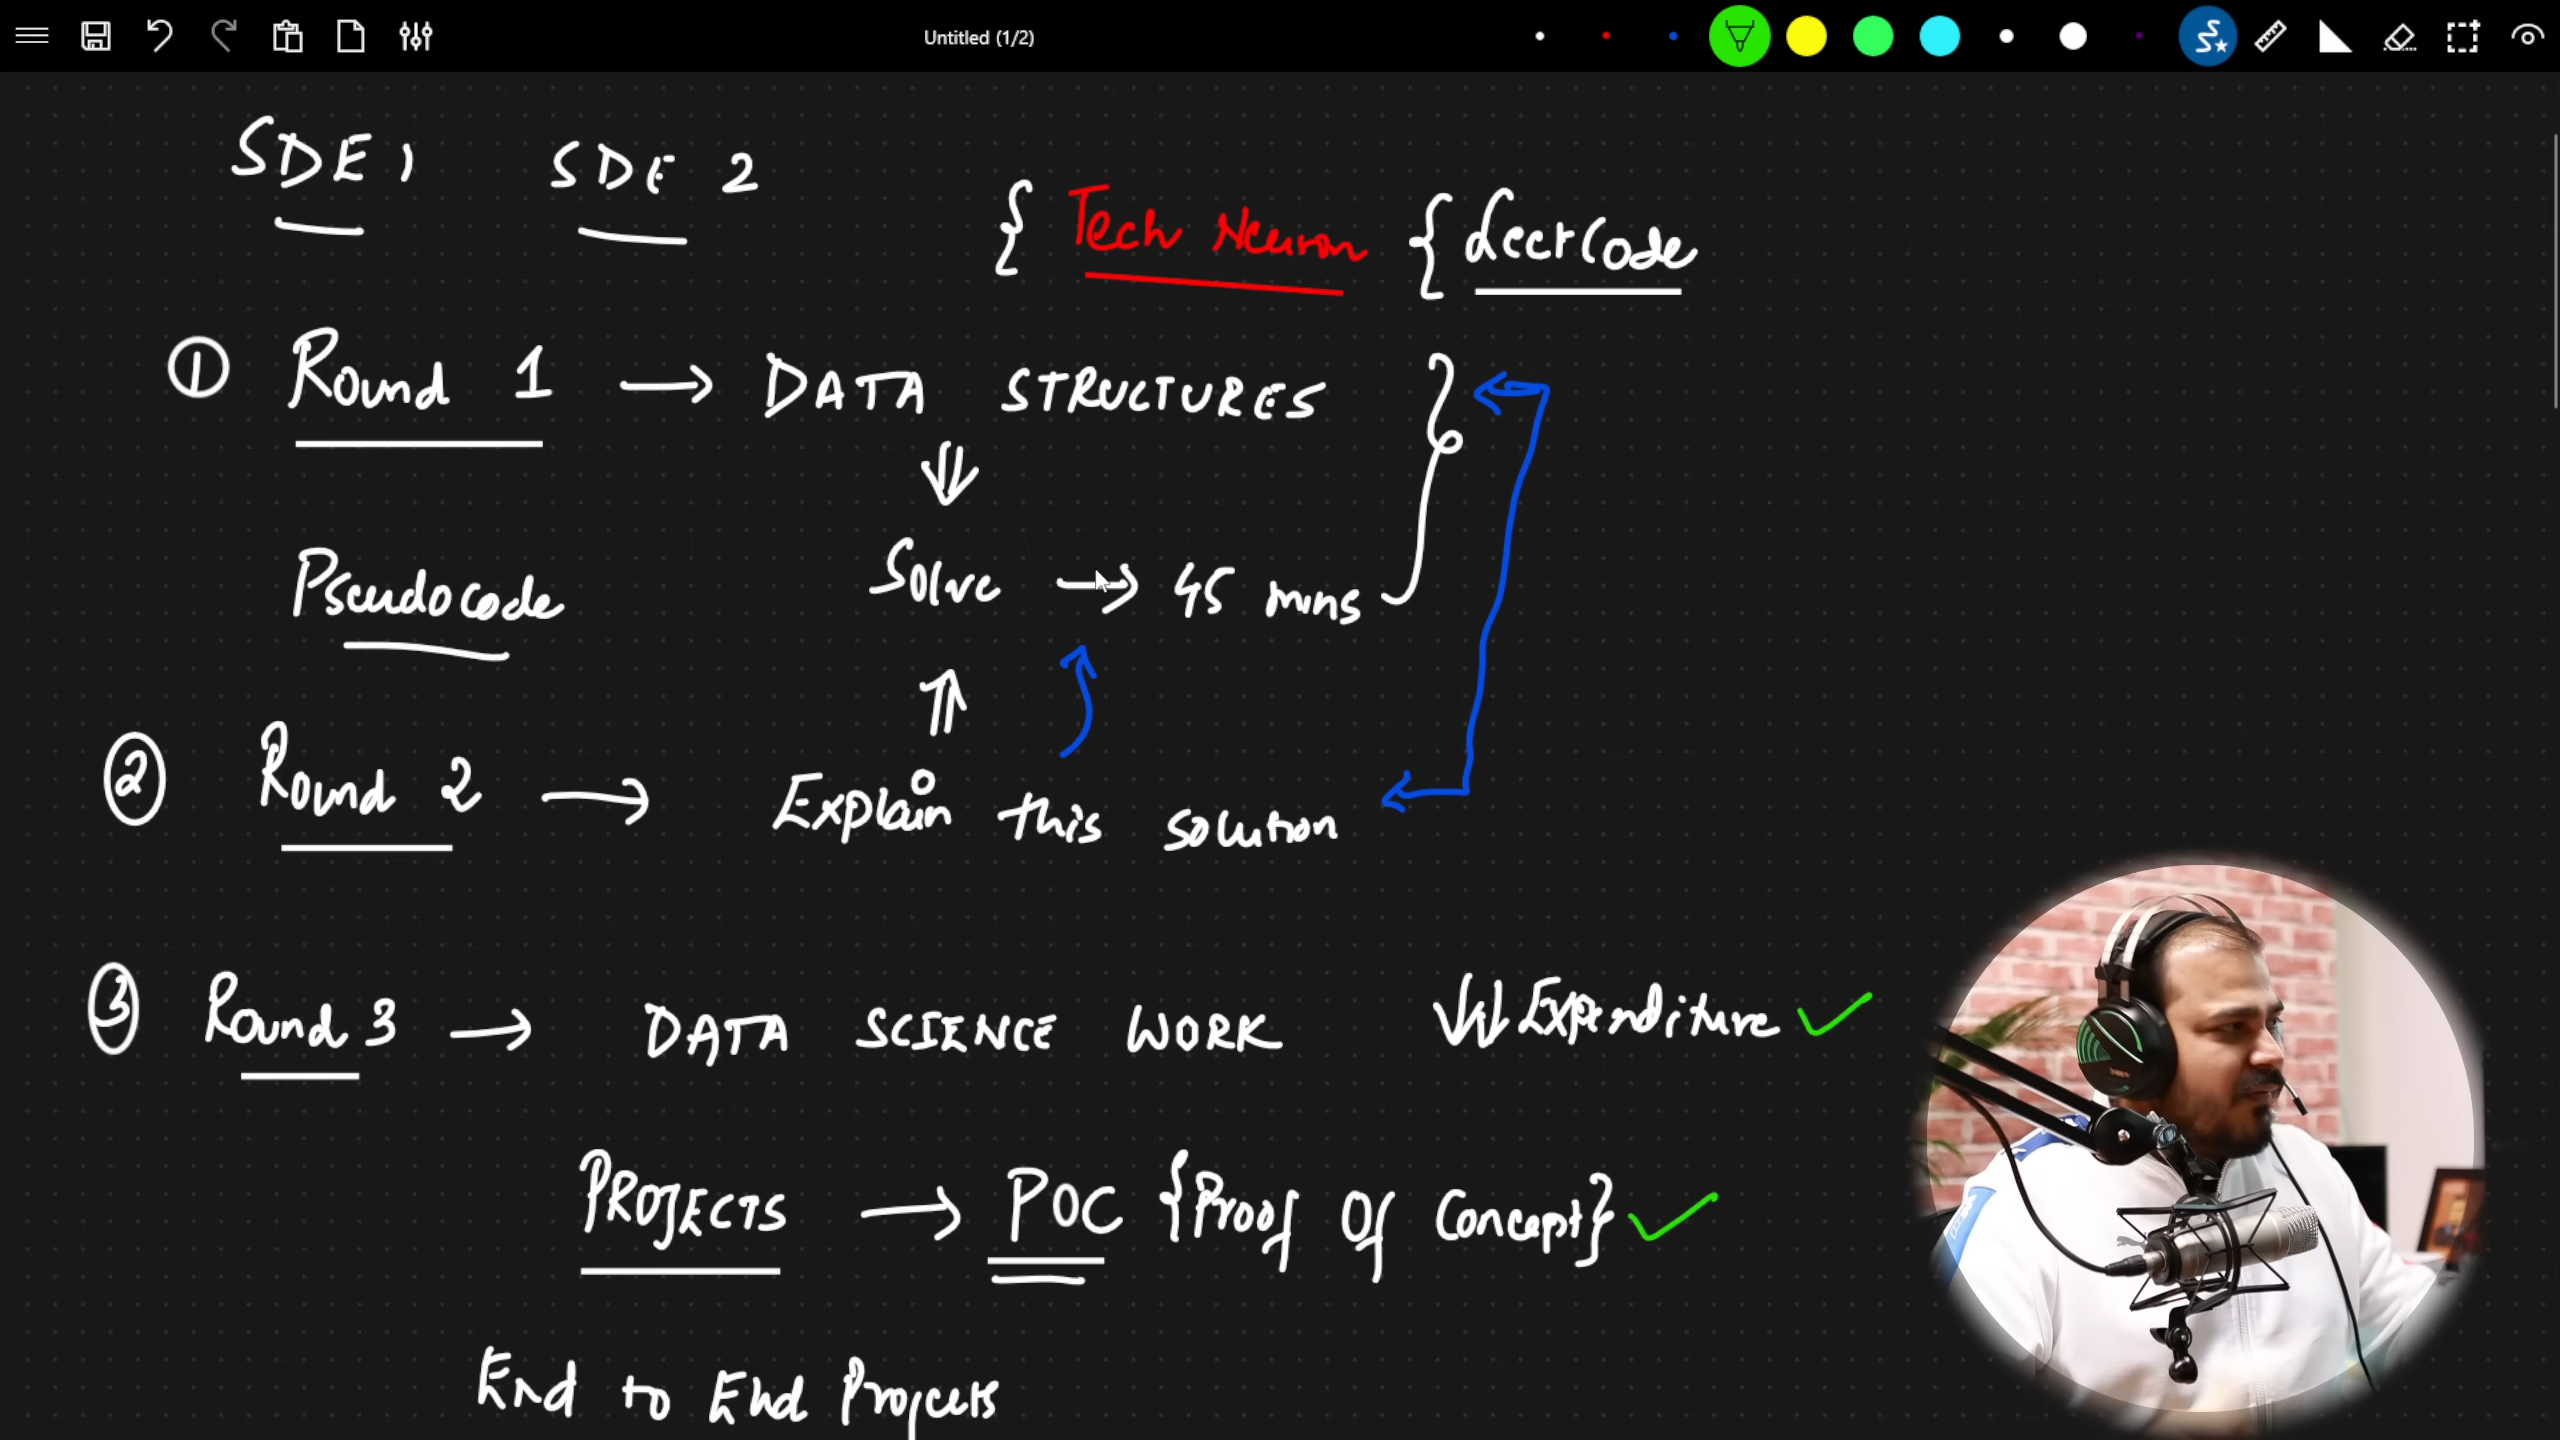 Untitled (1/2)
SDE 1 SDE 2
{ Tech Neuron { LeetCode
① Round 1 → DATA STRUCTURES }
Pseudocode Solve → 45 mins
② Round 2 → Explain this solution
③ Round 3 → DATA SCIENCE WORK Expenditure ✓
PROJECTS → POC {Proof Of Concept} ✓
End to End Projects